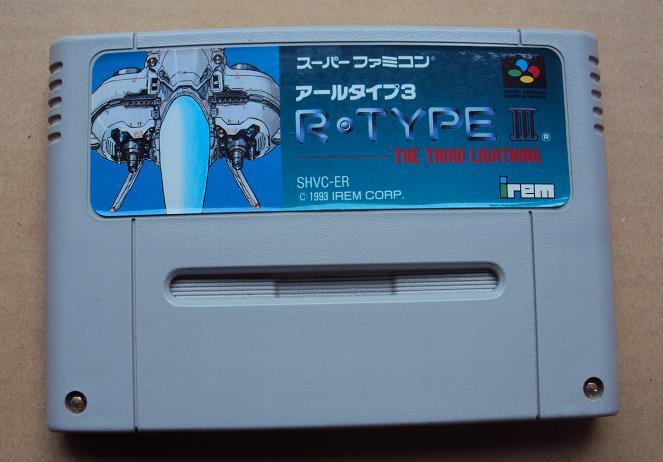 スーパーファミコン
アールタイプ3
R・TYPE III ®
THE THIRD LIGHTNING
SHVC-ER
© 1993 IREM CORP.
irem